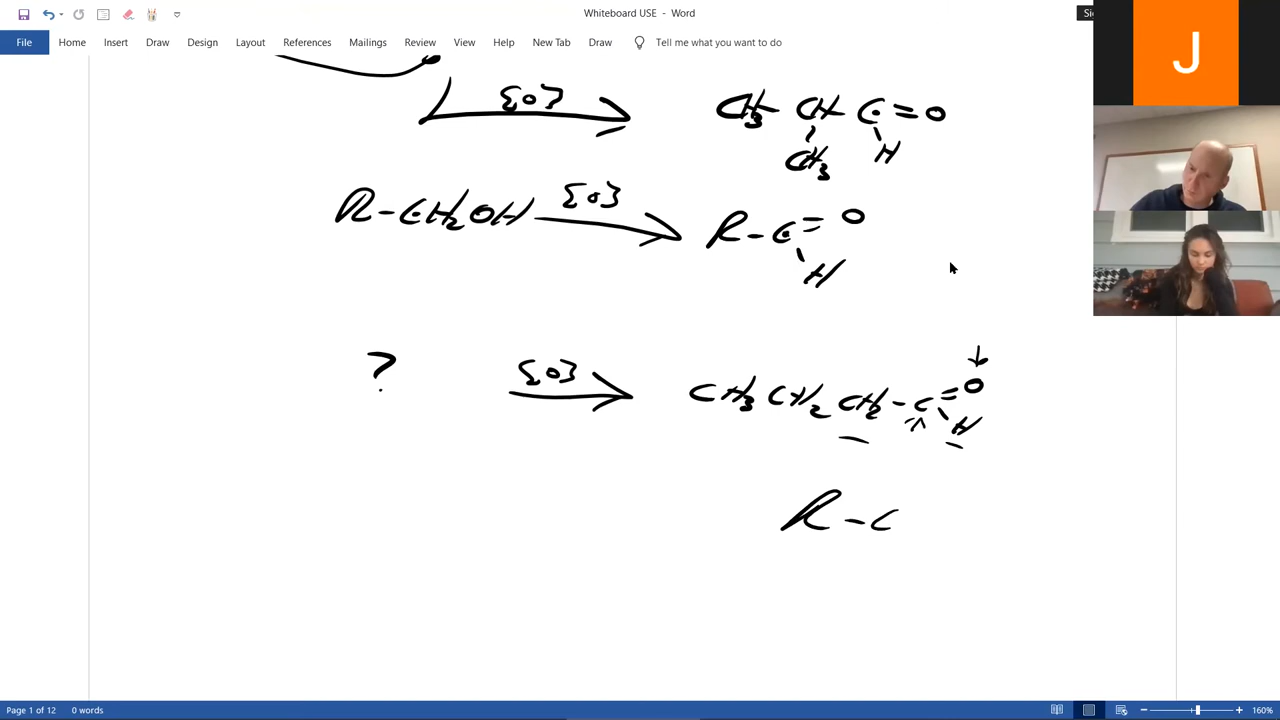 Whiteboard USE - Word
File Home Insert Draw Design Layout References Mailings Review View Help New Tab Draw Tell me what you want to do
J
{O} CH3 - CH - C = O
CH3 H
R - CH2OH {O} R - C = O
H
? {O} CH3 CH2 CH2 - C = O
H
R - C
Page 1 of 12 0 words 160%